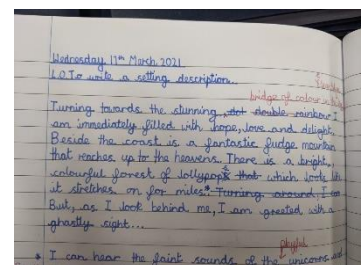 Wednesday 17th March 2021
L.O To write a setting description.
bridge of colour
Turning towards the stunning, dot double rainbow I
am immediately filled with hope, love and delight.
Beside the coast is a fantastic fudge mountain
that reaches up to the heavens. There is a bright,
colourful forest of lollypops that which looks like
it stretches on for miles.* Turning around, I can
But, as I look behind me, I am greeted with a
ghastly sight...
playful
* I can hear the faint sounds of the unicorns and